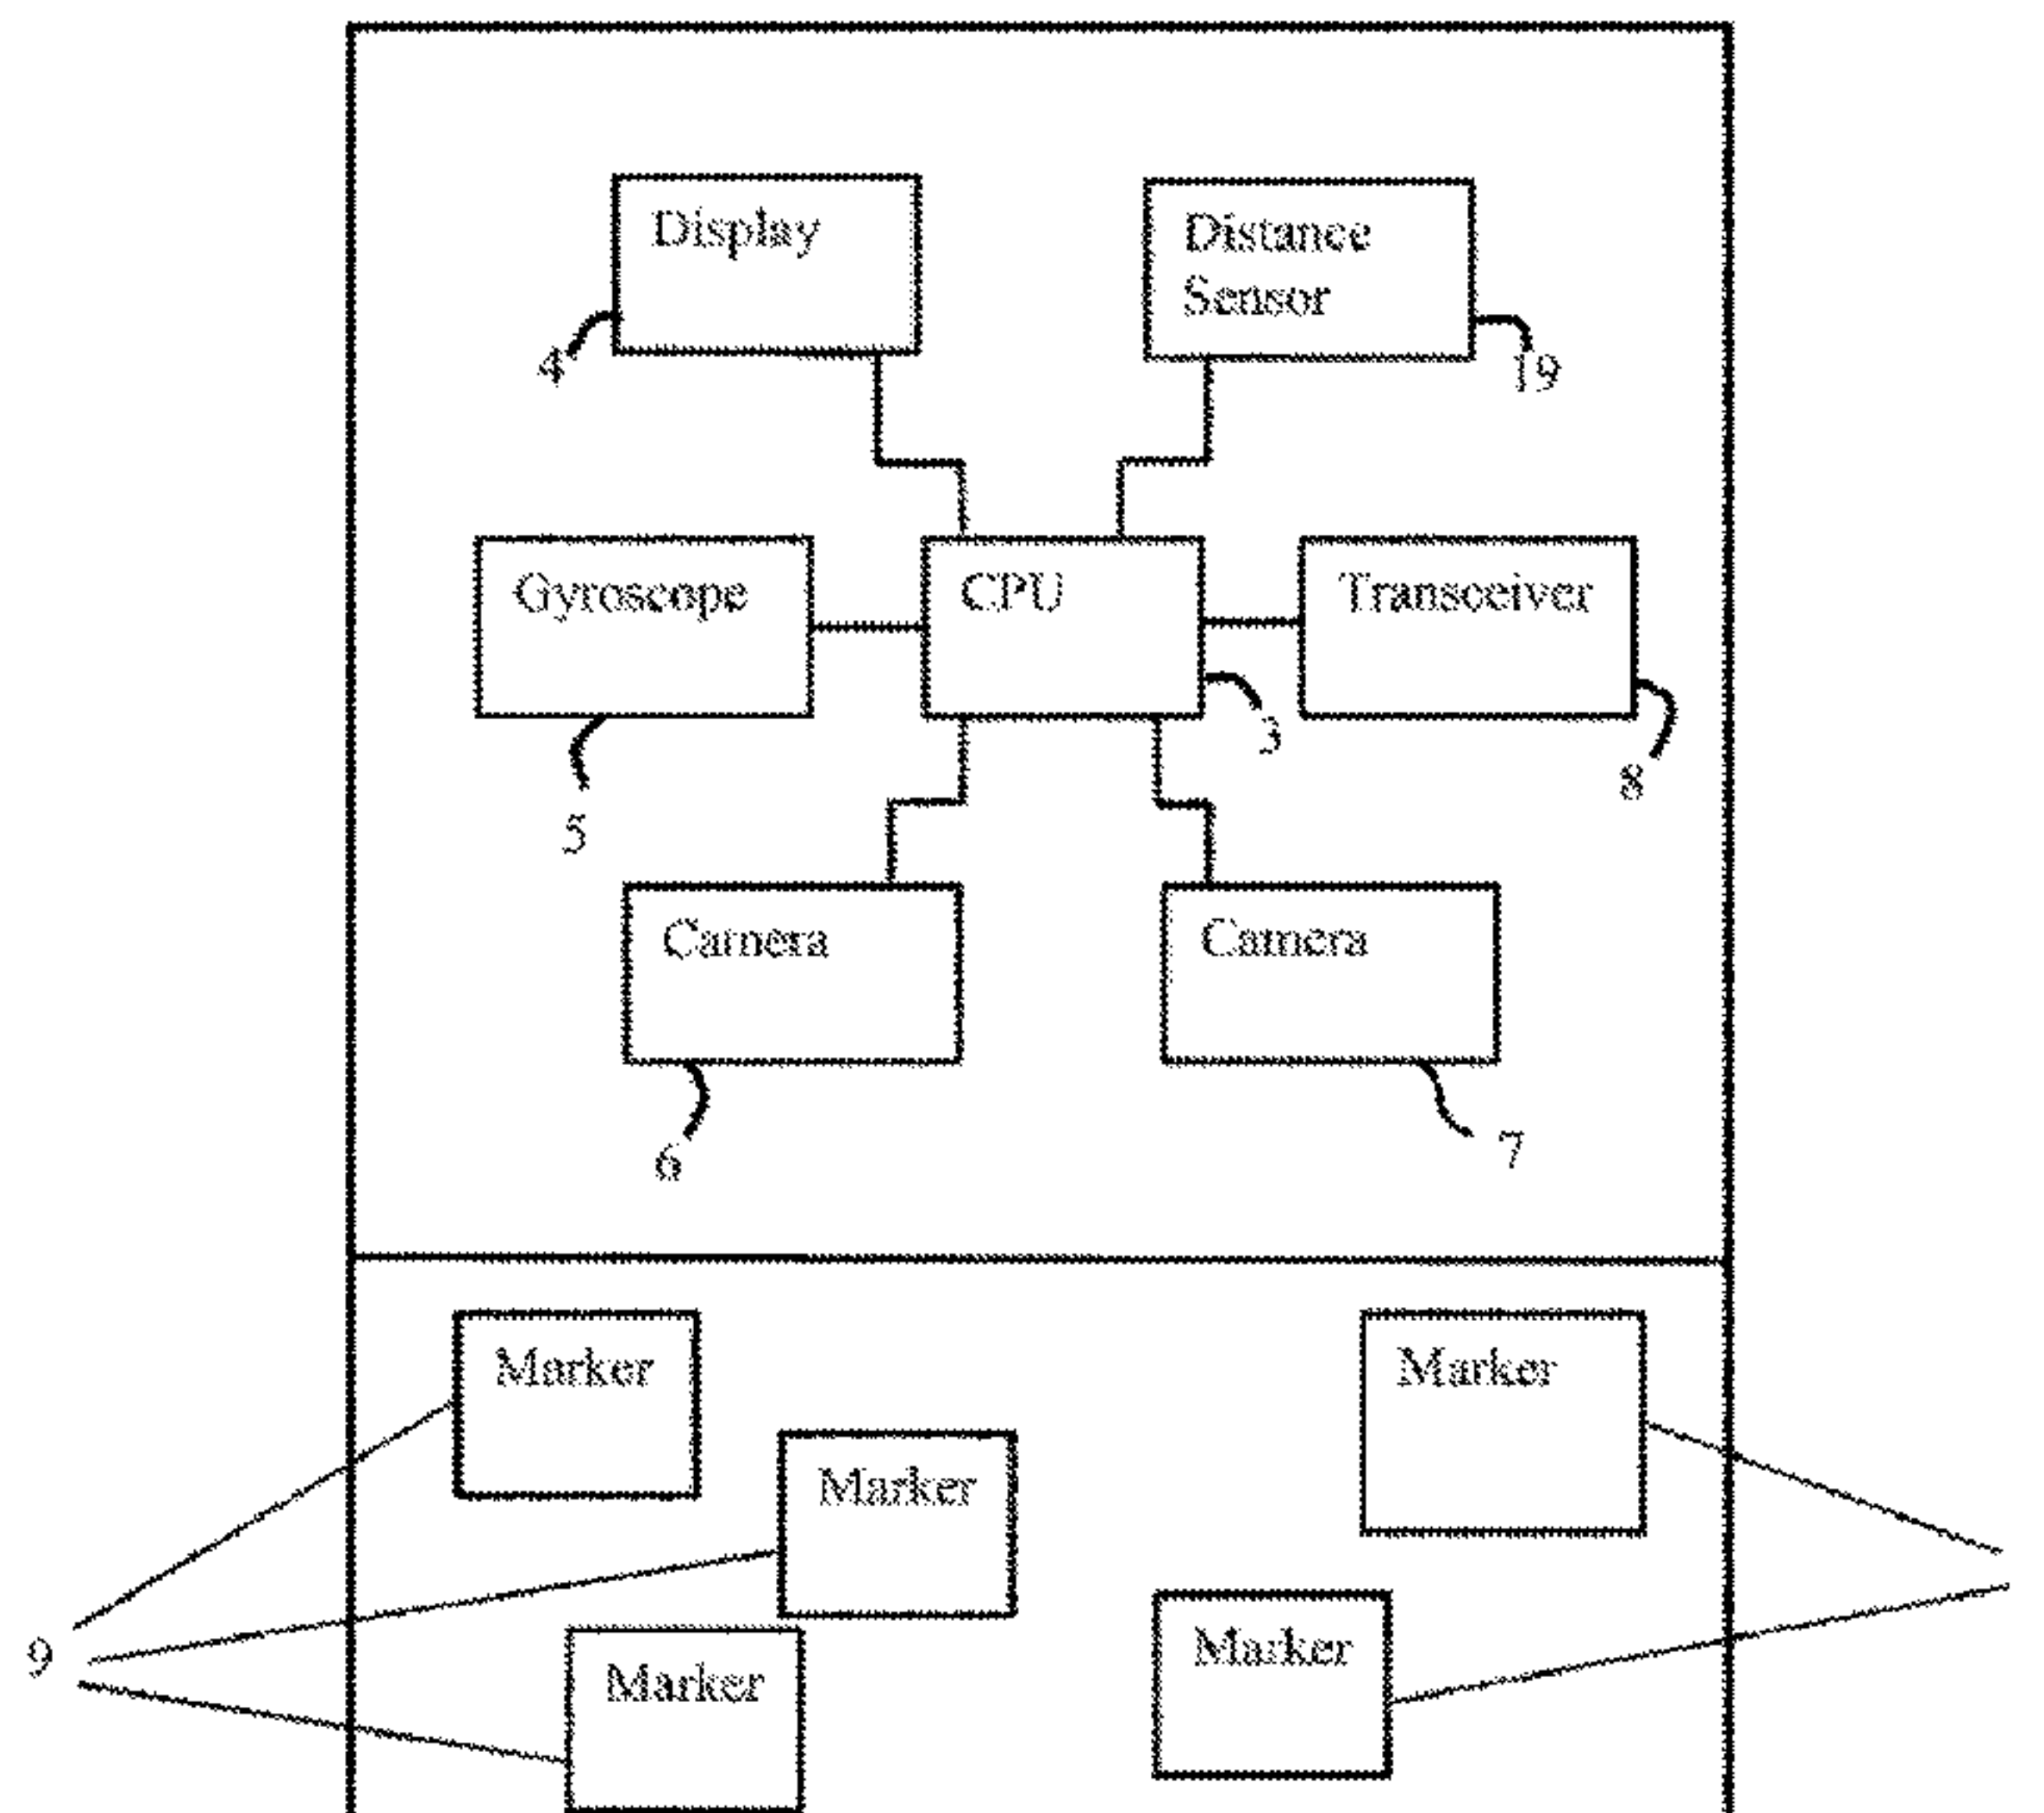 Display
Distance
Sensor
4
19
Gyroscope
CPU
Transceiver
3
8
5
Camera
Camera
6
7
Marker
Marker
Marker
Marker
Marker
9